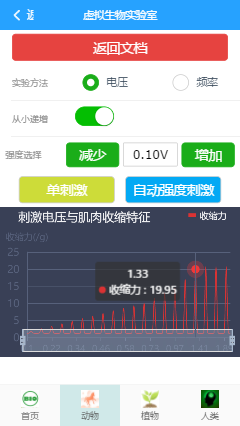 虚拟生物实验室
返回文档
实验方法 电压 频率
从小递增
强度选择 减少 0.10V 增加
单刺激 自动强度刺激
刺激电压与肌肉收缩特征 收缩力
收缩力(/g)
25
20
15
10
5
0
1.33
收缩力 : 19.95
首页 动物 植物 人类